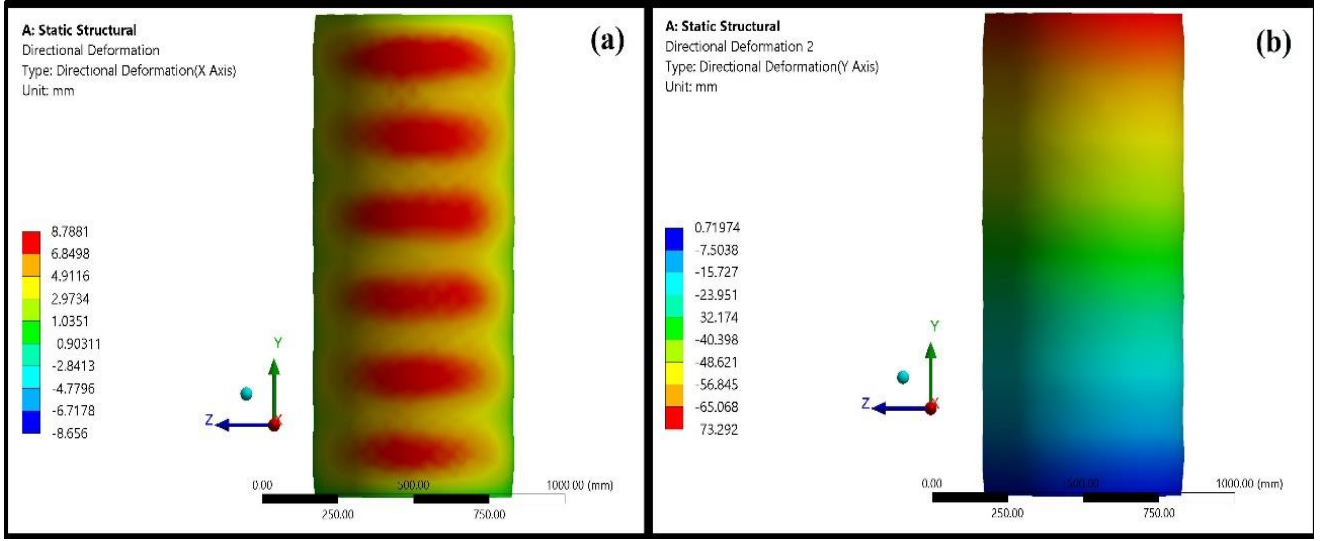 A: Static Structural
Directional Deformation
Type: Directional Deformation(X Axis)
Unit: mm
(a)
8.7881
6.8498
4.9116
2.9734
1.0351
0.90311
-2.8413
-4.7796
-6.7178
-8.656
Y
Z
X
0.00
500.00
1000.00 (mm)
250.00
750.00
A: Static Structural
Directional Deformation 2
Type: Directional Deformation(Y Axis)
Unit: mm
(b)
0.71974
-7.5038
-15.727
-23.951
32.174
-40.398
-48.621
-56.845
-65.068
73.292
Y
Z
X
0.00
500.00
1000.00 (mm)
250.00
750.00